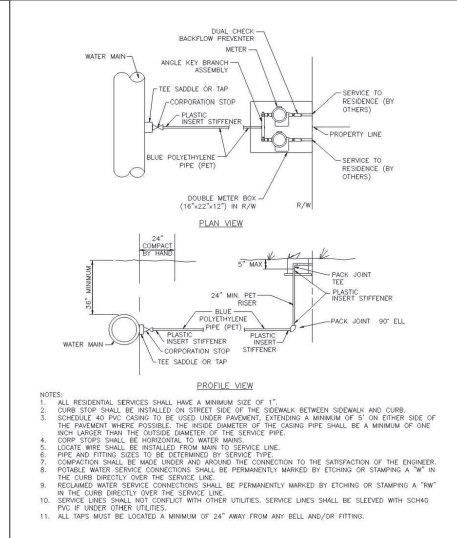 DUAL CHECK
BACKFLOW PREVENTER
METER
WATER MAIN
ANGLE KEY BRANCH
ASSEMBLY
TEE SADDLE OR TAP
CORPORATION STOP
PLASTIC
INSERT STIFFENER
SERVICE TO
RESIDENCE (BY
OTHERS)
PROPERTY LINE
BLUE POLYETHYLENE
PIPE (PET)
SERVICE TO
RESIDENCE (BY
OTHERS)
DOUBLE METER BOX
(16"x22"x12") IN R/W
R/W
PLAN VIEW
24"
COMPACT
BY HAND
5" MAX
36" MINIMUM
PACK JOINT
TEE
PLASTIC
INSERT STIFFENER
24" MIN. PET
RISER
BLUE
POLYETHYLENE
PIPE (PET)
PACK JOINT 90° ELL
PLASTIC
INSERT STIFFENER
PLASTIC
INSERT
STIFFENER
WATER MAIN
CORPORATION STOP
TEE SADDLE OR TAP
PROFILE VIEW
NOTES:
1. ALL RESIDENTIAL SERVICES SHALL HAVE A MINIMUM SIZE OF 1".
2. CURB STOP SHALL BE INSTALLED ON STREET SIDE OF THE SIDEWALK BETWEEN SIDEWALK AND CURB.
3. SCHEDULE 40 PVC CASING TO BE USED UNDER PAVEMENT, EXTENDING A MINIMUM OF 5' ON EITHER SIDE OF
THE PAVEMENT WHERE POSSIBLE. THE INSIDE DIAMETER OF THE CASING PIPE SHALL BE A MINIMUM OF ONE
INCH LARGER THAN THE OUTSIDE DIAMETER OF THE SERVICE PIPE.
4. CORP STOPS SHALL BE HORIZONTAL TO WATER MAINS.
5. LOCATE WIRE SHALL BE INSTALLED FROM MAIN TO SERVICE LINE.
6. PIPE AND FITTING SIZES TO BE DETERMINED BY SERVICE TYPE.
7. COMPACTION SHALL BE MADE UNDER AND AROUND THE CONNECTION TO THE SATISFACTION OF THE ENGINEER.
8. POTABLE WATER SERVICE CONNECTIONS SHALL BE PERMANENTLY MARKED BY ETCHING OR STAMPING A "W" IN
THE CURB DIRECTLY OVER THE SERVICE LINE.
9. RECLAIMED WATER SERVICE CONNECTIONS SHALL BE PERMANENTLY MARKED BY ETCHING OR STAMPING A "RW"
IN THE CURB DIRECTLY OVER THE SERVICE LINE.
10. SERVICE LINES SHALL NOT CONFLICT WITH OTHER UTILITIES. SERVICE LINES SHALL BE SLEEVED WITH SCH40
PVC IF UNDER OTHER UTILITIES.
11. ALL TAPS MUST BE LOCATED A MINIMUM OF 24" AWAY FROM ANY BELL AND/OR FITTING.